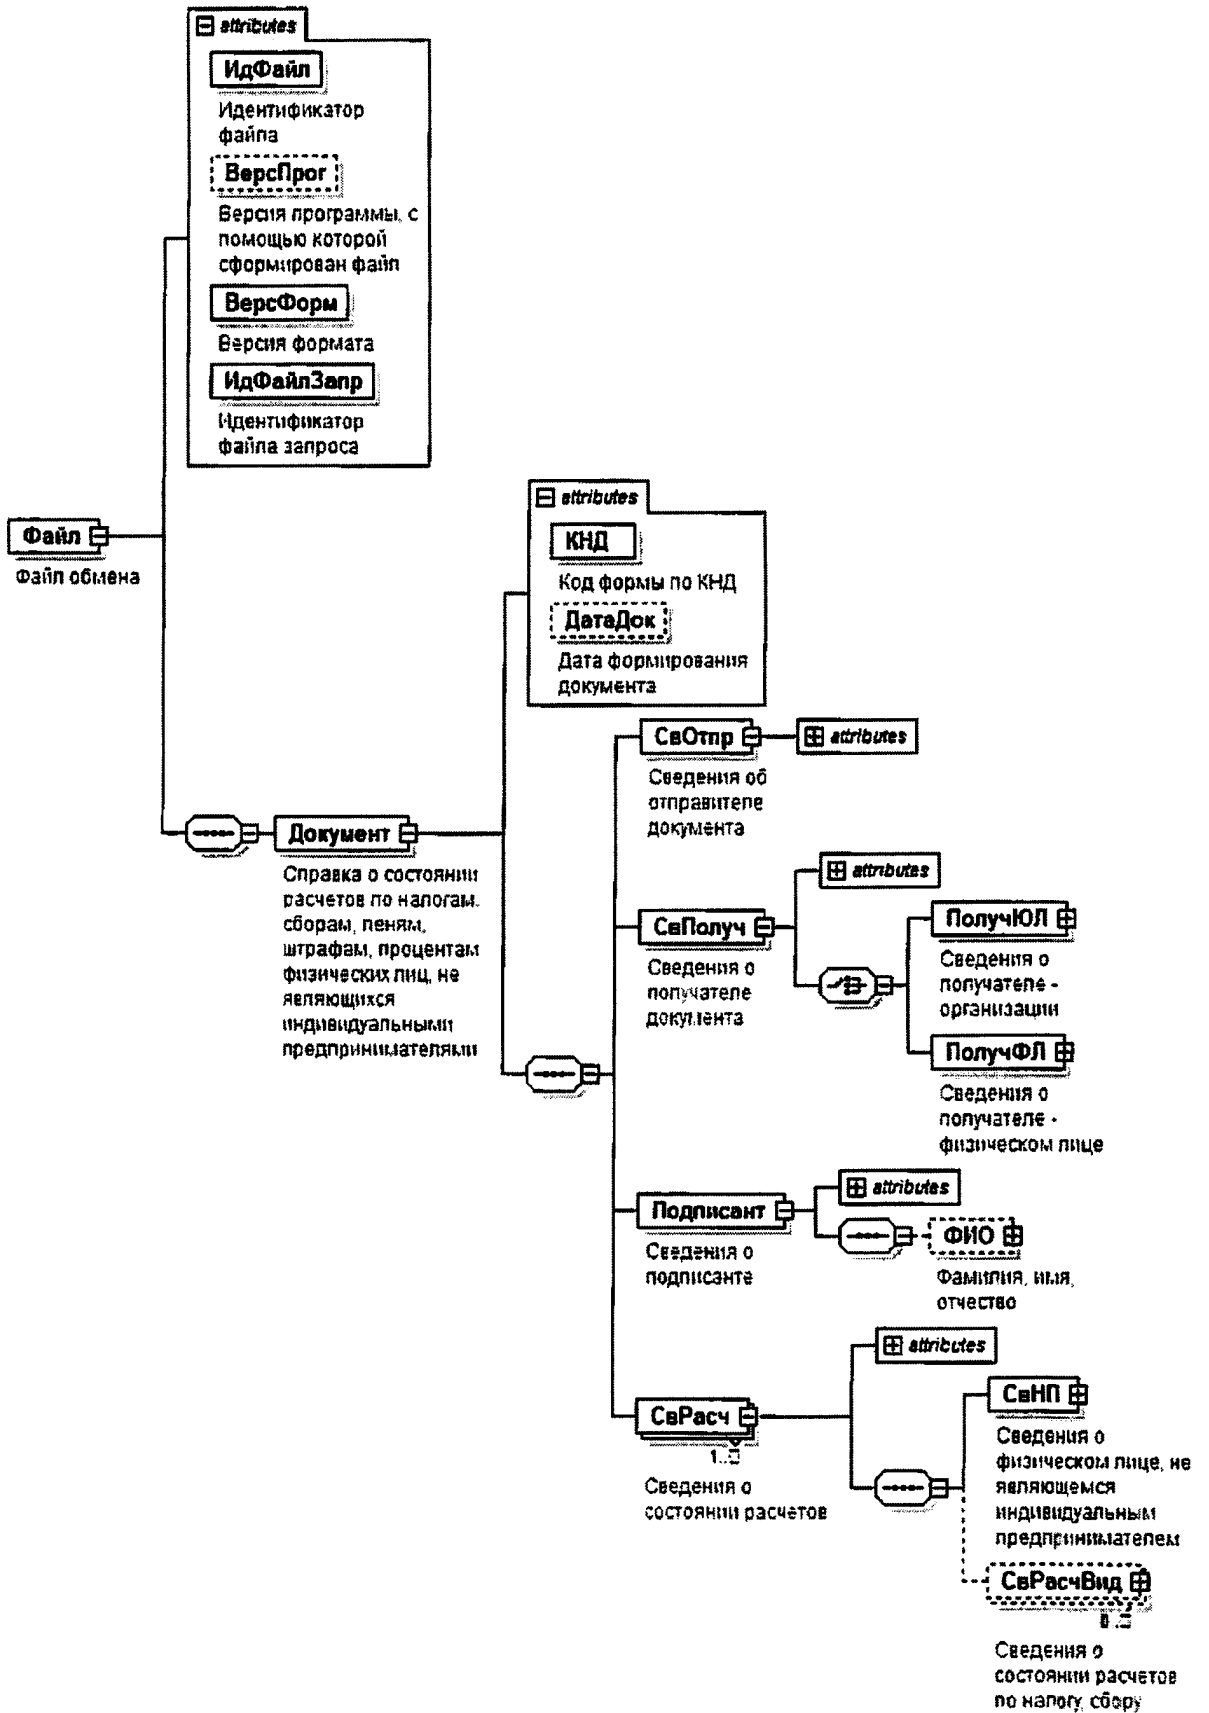 attributes
ИдФайл
Идентификатор
файла
ВерсПрог
Версия программы, с
помощью которой
сформирован файл
ВерсФорм
Версия формата
ИдФайлЗапр
Идентификатор
файла запроса
Файл
Файл обмена
attributes
КНД
Код формы по КНД
ДатаДок
Дата формирования
документа
Документ
Справка о состоянии
расчетов по налогам,
сборам, пеням,
штрафам, процентам
физических лиц, не
являющихся
индивидуальными
предпринимателями
СвОтпр
attributes
Сведения об
отправителе
документа
СвПолуч
Сведения о
получателе
документа
attributes
ПолучЮЛ
Сведения о
получателе -
организации
ПолучФЛ
Сведения о
получателе -
физическом лице
Подписант
Сведения о
подписанте
attributes
ФИО
Фамилия, имя,
отчество
СвРасч
1..
Сведения о
состоянии расчетов
attributes
СвНП
Сведения о
физическом лице, не
являющемся
индивидуальным
предпринимателем
СвРасчВид
0..
Сведения о
состоянии расчетов
по налогу, сбору